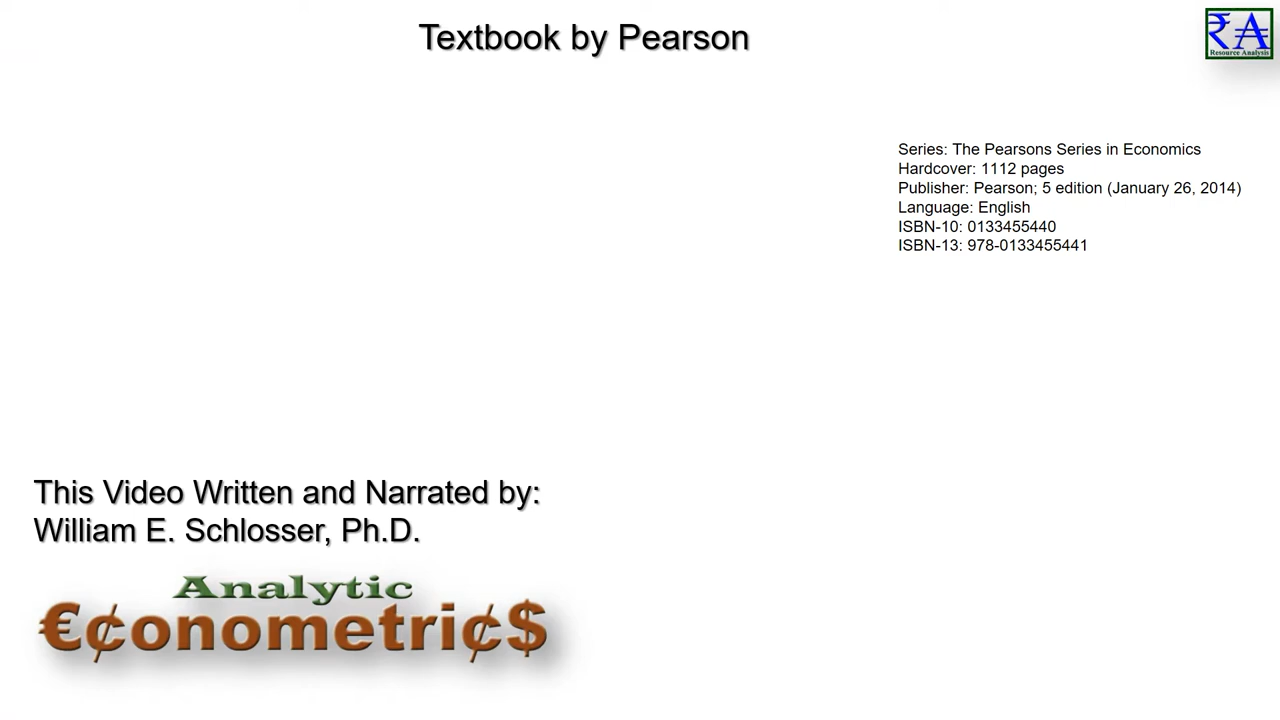 Textbook by Pearson
₹A
Resource Analysis
Series: The Pearsons Series in Economics
Hardcover: 1112 pages
Publisher: Pearson; 5 edition (January 26, 2014)
Language: English
ISBN-10: 0133455440
ISBN-13: 978-0133455441
This Video Written and Narrated by:
William E. Schlosser, Ph.D.
Analytic
€¢onometri¢$